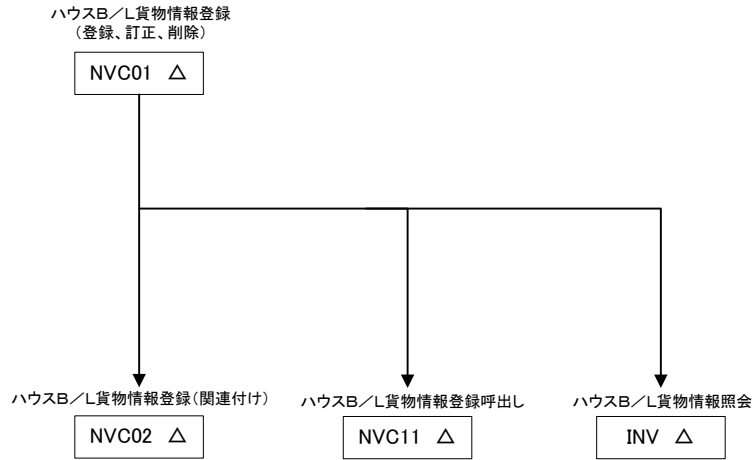 ハウスＢ／Ｌ貨物情報登録
（登録、訂正、削除）
NVC01 △
ハウスＢ／Ｌ貨物情報登録（関連付け）
NVC02 △
ハウスＢ／Ｌ貨物情報登録呼出し
NVC11 △
ハウスＢ／Ｌ貨物情報照会
INV △